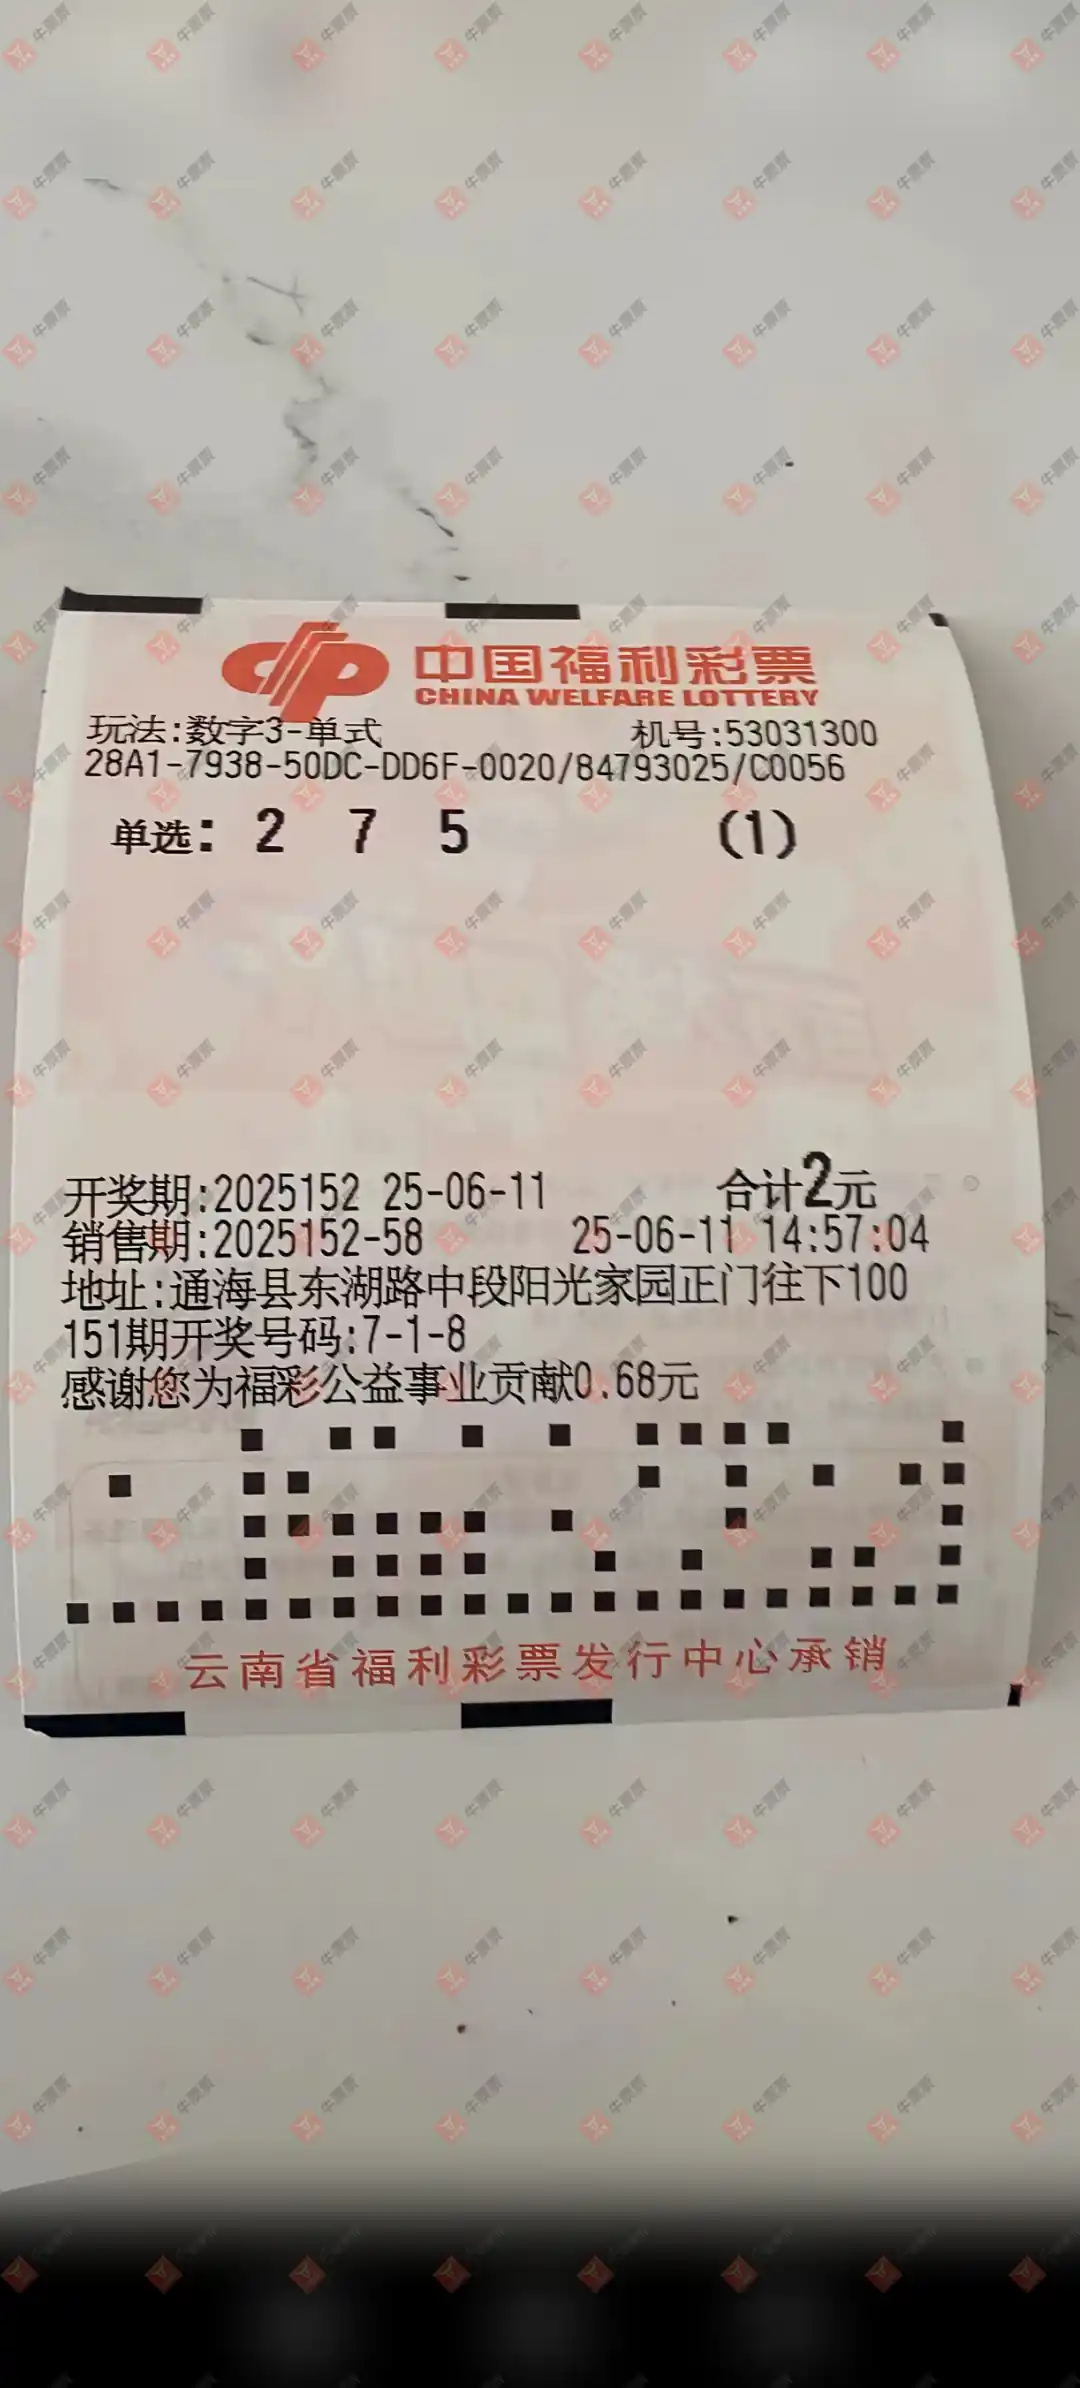 中国福利彩票
CHINA WELFARE LOTTERY
玩法:数字3-单式 机号:53031300
28A1-7938-50DC-DD6F-0020/84793025/C0056
单选: 2 7 5 (1)
开奖期:2025152 25-06-11 合计2元
销售期:2025152-58 25-06-11 14:57:04
地址:通海县东湖路中段阳光家园正门往下100
151期开奖号码:7-1-8
感谢您为福彩公益事业贡献0.68元
云南省福利彩票发行中心承销
牛票票